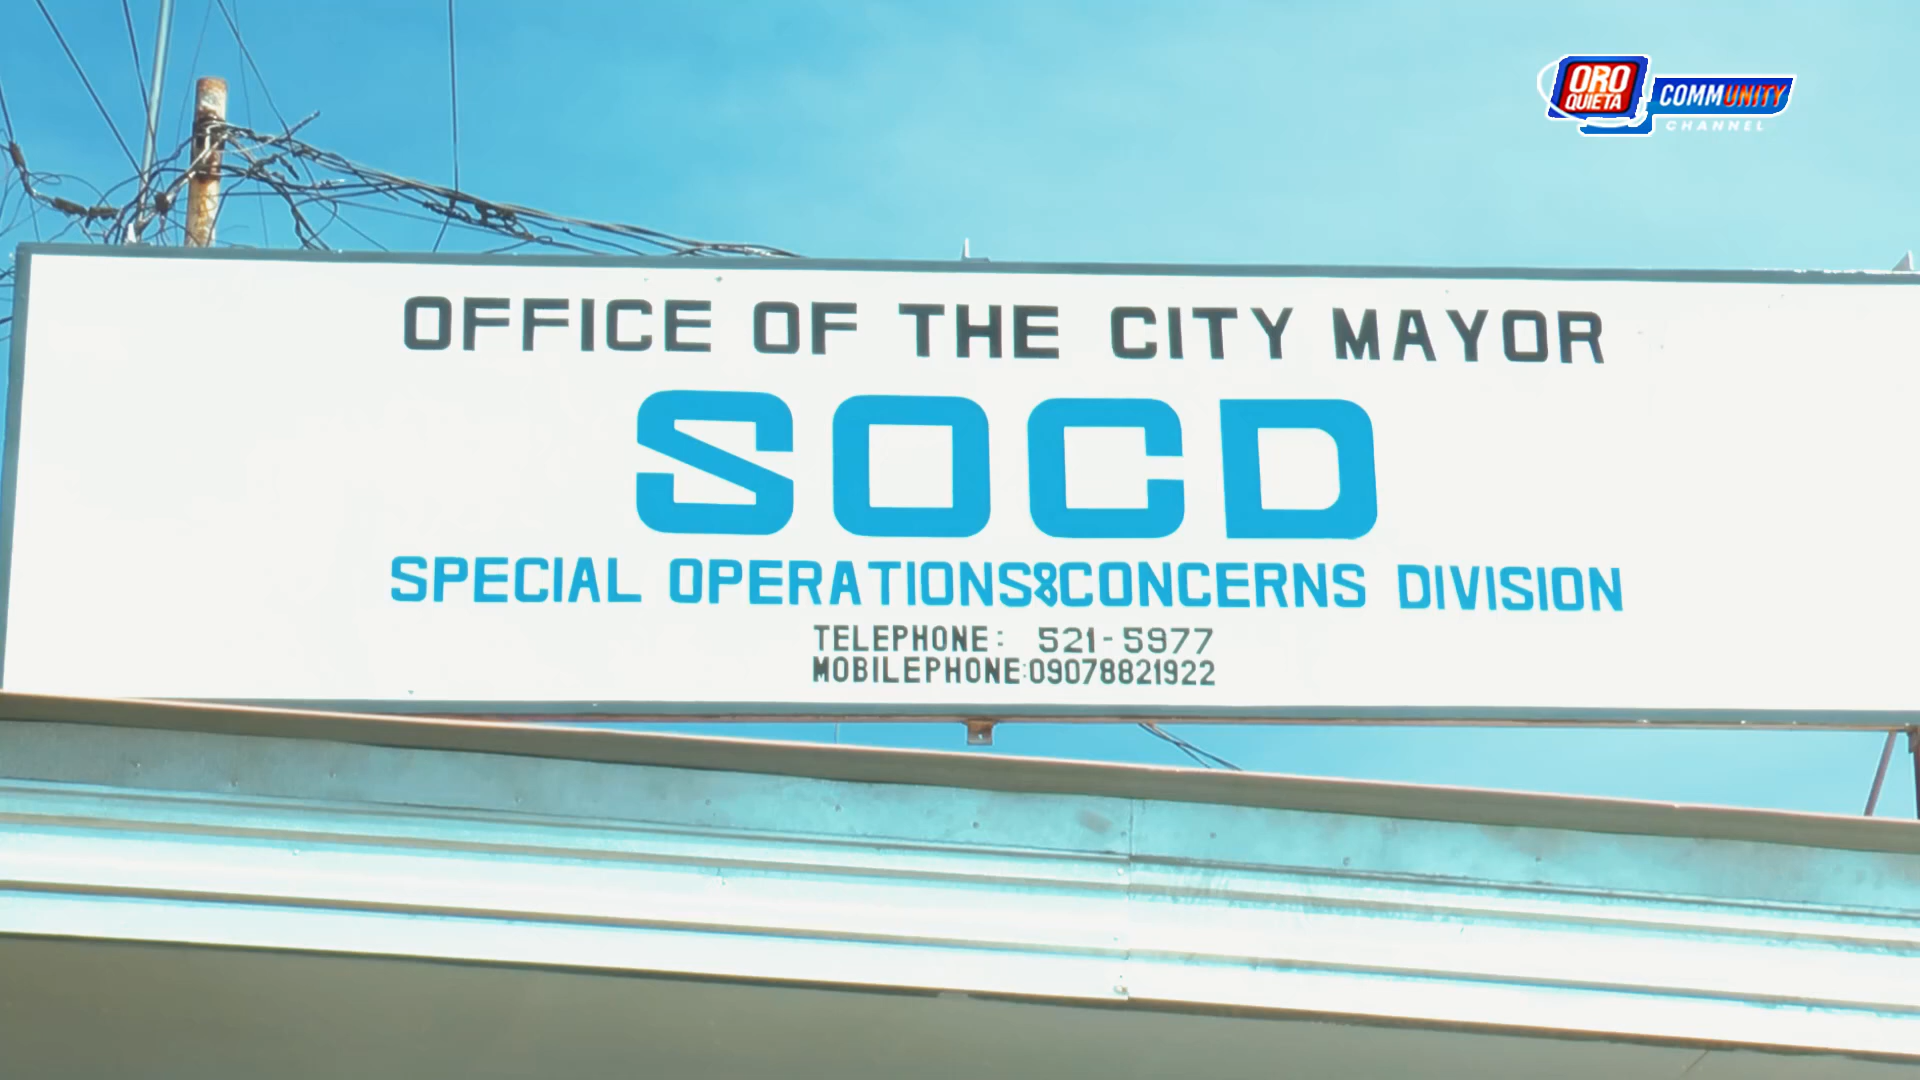 ORO
QUIETA
COMMUNITY
CHANNEL
OFFICE OF THE CITY MAYOR
SOCD
SPECIAL OPERATIONS&CONCERNS DIVISION
TELEPHONE: 521-5977
MOBILEPHONE:09078821922